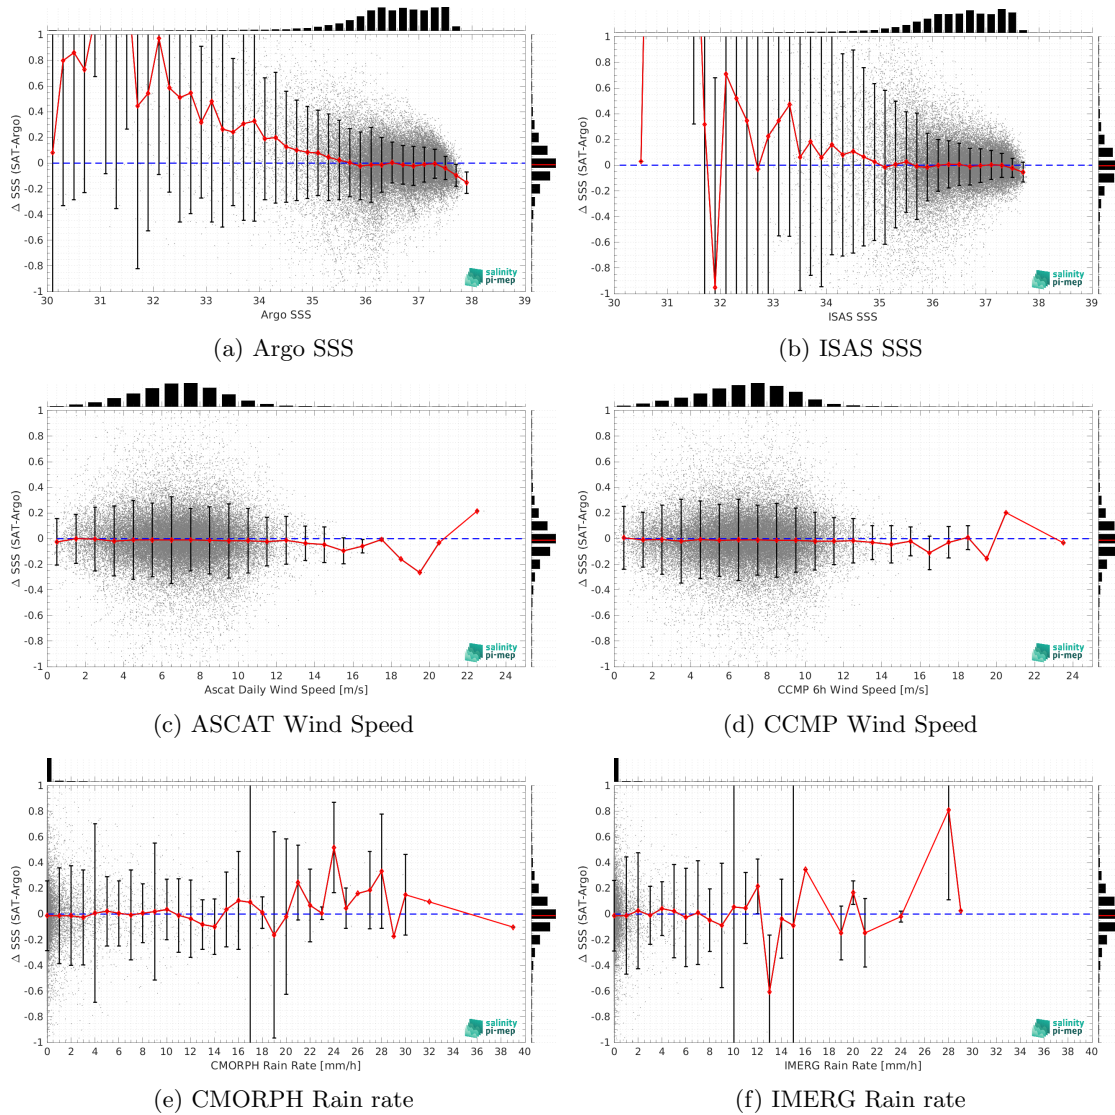 1
0.8
0.6
0.4
0.2
0
-0.2
-0.4
-0.6
-0.8
-1
Δ SSS (SAT-Argo)
salinity
pi-mep
30 31 32 33 34 35 36 37 38 39
Argo SSS
(a) Argo SSS
1
0.8
0.6
0.4
0.2
0
-0.2
-0.4
-0.6
-0.8
-1
Δ SSS (SAT-Argo)
salinity
pi-mep
30 31 32 33 34 35 36 37 38 39
ISAS SSS
(b) ISAS SSS
1
0.8
0.6
0.4
0.2
0
-0.2
-0.4
-0.6
-0.8
-1
Δ SSS (SAT-Argo)
salinity
pi-mep
0 2 4 6 8 10 12 14 16 18 20 22 24
Ascat Daily Wind Speed [m/s]
(c) ASCAT Wind Speed
1
0.8
0.6
0.4
0.2
0
-0.2
-0.4
-0.6
-0.8
-1
Δ SSS (SAT-Argo)
salinity
pi-mep
0 2 4 6 8 10 12 14 16 18 20 22 24
CCMP 6h Wind Speed [m/s]
(d) CCMP Wind Speed
1
0.8
0.6
0.4
0.2
0
-0.2
-0.4
-0.6
-0.8
-1
Δ SSS (SAT-Argo)
salinity
pi-mep
0 2 4 6 8 10 12 14 16 18 20 22 24 26 28 30 32 34 36 38 40
CMORPH Rain Rate [mm/h]
(e) CMORPH Rain rate
1
0.8
0.6
0.4
0.2
0
-0.2
-0.4
-0.6
-0.8
-1
Δ SSS (SAT-Argo)
salinity
pi-mep
0 2 4 6 8 10 12 14 16 18 20 22 24 26 28 30 32 34 36 38 40
IMERG Rain Rate [mm/h]
(f) IMERG Rain rate